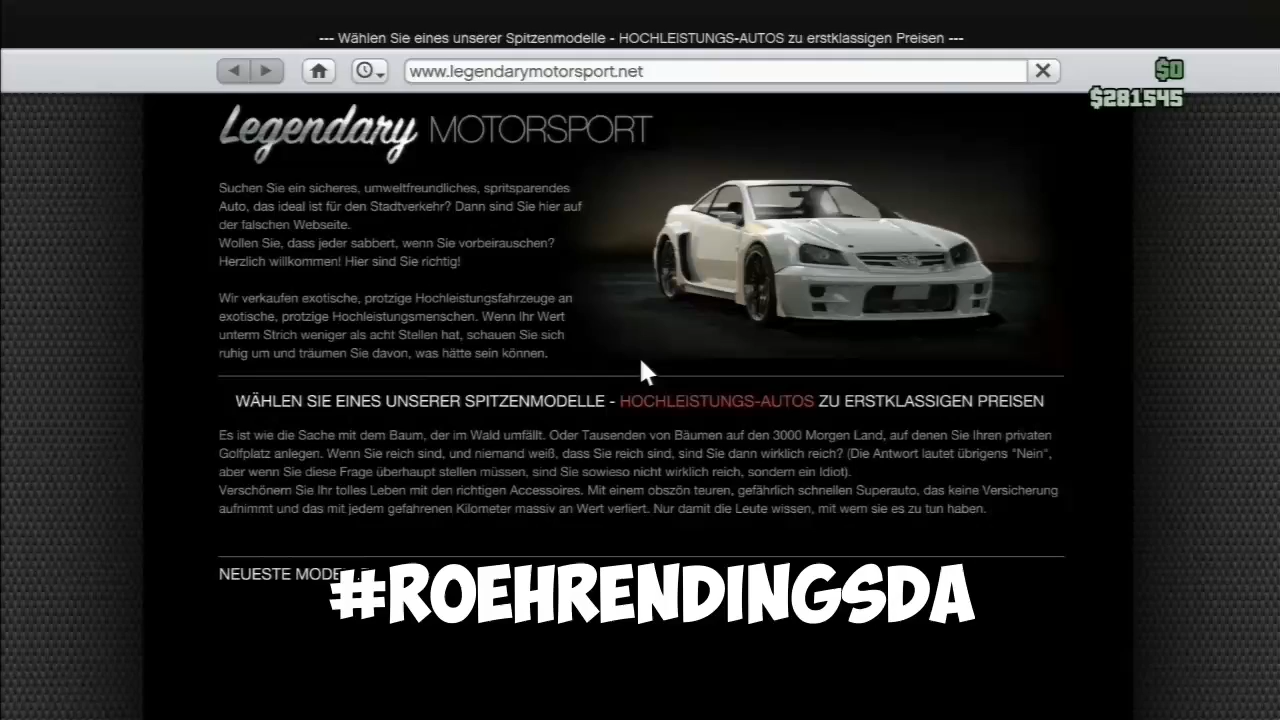 --- Wählen Sie eines unserer Spitzenmodelle - HOCHLEISTUNGS-AUTOS zu erstklassigen Preisen ---
www.legendarymotorsport.net
$0
$281545
Legendary MOTORSPORT
Suchen Sie ein sicheres, umweltfreundliches, spritsparendes
Auto, das ideal ist für den Stadtverkehr? Dann sind Sie hier auf
der falschen Webseite.
Wollen Sie, dass jeder sabbert, wenn Sie vorbeirauschen?
Herzlich willkommen! Hier sind Sie richtig!
Wir verkaufen exotische, protzige Hochleistungsfahrzeuge an
exotische, protzige Hochleistungsmenschen. Wenn Ihr Wert
unterm Strich weniger als acht Stellen hat, schauen Sie sich
ruhig um und träumen Sie davon, was hätte sein können.
WÄHLEN SIE EINES UNSERER SPITZENMODELLE - HOCHLEISTUNGS-AUTOS ZU ERSTKLASSIGEN PREISEN
Es ist wie die Sache mit dem Baum, der im Wald umfällt. Oder Tausenden von Bäumen auf den 3000 Morgen Land, auf denen Sie Ihren privaten
Golfplatz anlegen. Wenn Sie reich sind, und niemand weiß, dass Sie reich sind, sind Sie dann wirklich reich? (Die Antwort lautet übrigens "Nein",
aber wenn Sie diese Frage überhaupt stellen müssen, sind Sie sowieso nicht wirklich reich, sondern ein Idiot).
Verschönern Sie Ihr tolles Leben mit den richtigen Accessoires. Mit einem obszön teuren, gefährlich schnellen Superauto, das keine Versicherung
aufnimmt und das mit jedem gefahrenen Kilometer massiv an Wert verliert. Nur damit die Leute wissen, mit wem sie es zu tun haben.
NEUESTE
#ROEHRENDINGSDA